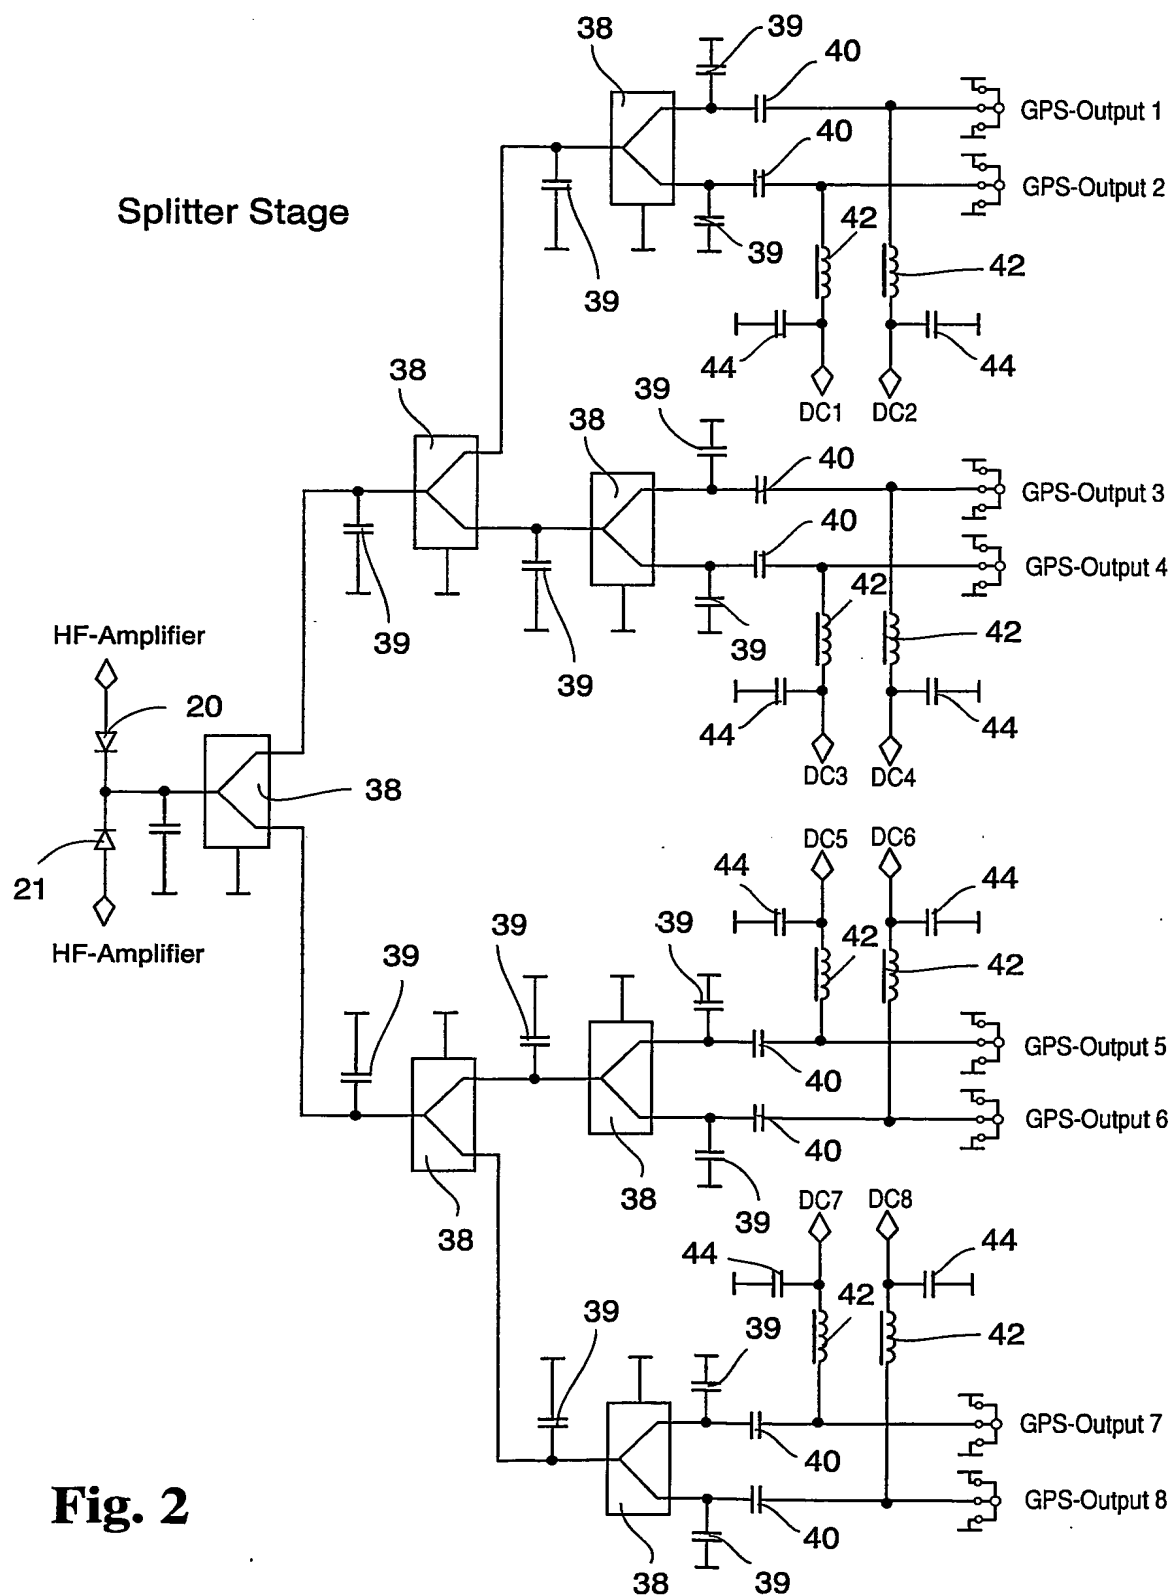 38
39
40
GPS-Output 1
40
GPS-Output 2
Splitter Stage
42
39
39
42
44
44
38
39
DC1
DC2
38
40
GPS-Output 3
40
GPS-Output 4
42
39
39
39
42
HF-Amplifier
20
44
44
DC3
DC4
38
DC5
DC6
21
44
44
HF-Amplifier
39
39
39
42
42
GPS-Output 5
40
GPS-Output 6
40
38
38
39
DC7
DC8
44
44
39
39
42
42
GPS-Output 7
40
GPS-Output 8
40
38
39
Fig. 2